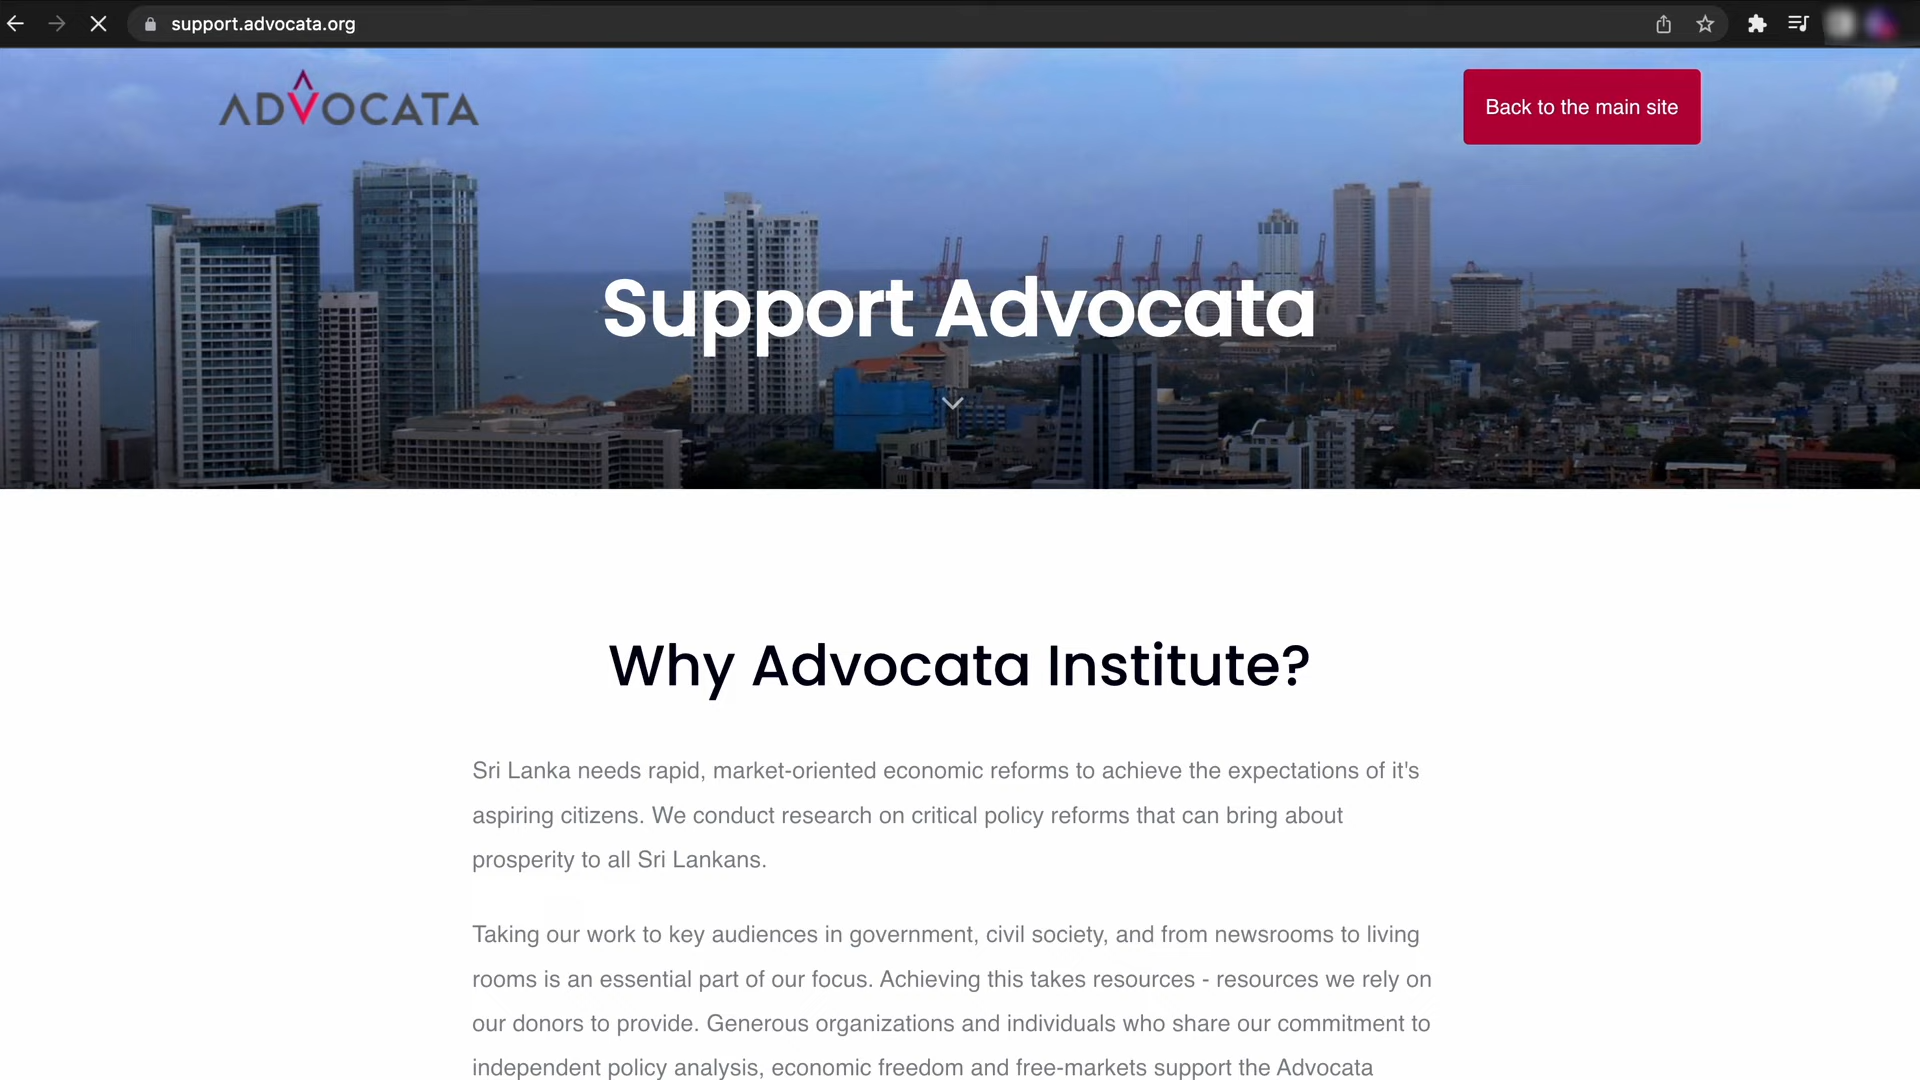 support.advocata.org
ADVOCATA
Back to the main site
Support Advocata
Why Advocata Institute?
Sri Lanka needs rapid, market-oriented economic reforms to achieve the expectations of it's
aspiring citizens. We conduct research on critical policy reforms that can bring about
prosperity to all Sri Lankans.
Taking our work to key audiences in government, civil society, and from newsrooms to living
rooms is an essential part of our focus. Achieving this takes resources - resources we rely on
our donors to provide. Generous organizations and individuals who share our commitment to
independent policy analysis, economic freedom and free-markets support the Advocata